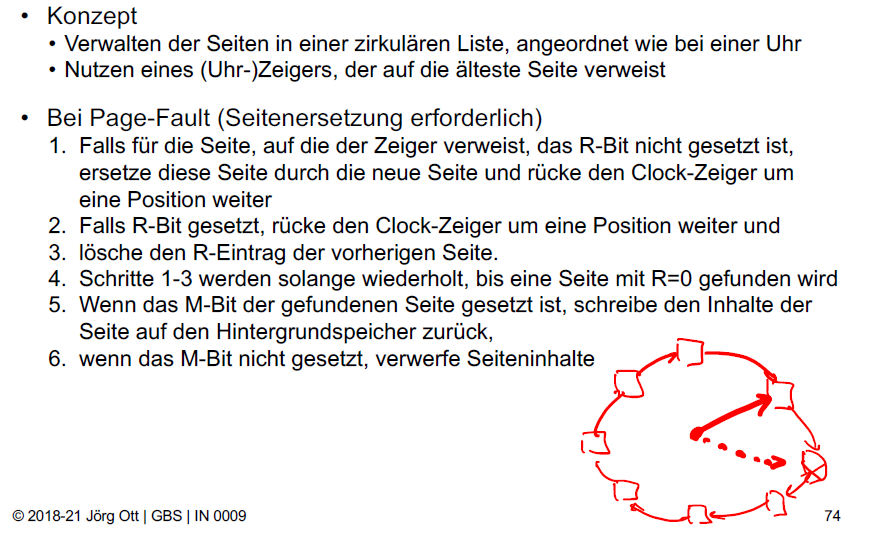 • Konzept
• Verwalten der Seiten in einer zirkulären Liste, angeordnet wie bei einer Uhr
• Nutzen eines (Uhr-)Zeigers, der auf die älteste Seite verweist
• Bei Page-Fault (Seitenersetzung erforderlich)
1. Falls für die Seite, auf die der Zeiger verweist, das R-Bit nicht gesetzt ist,
ersetze diese Seite durch die neue Seite und rücke den Clock-Zeiger um
eine Position weiter
2. Falls R-Bit gesetzt, rücke den Clock-Zeiger um eine Position weiter und
3. lösche den R-Eintrag der vorherigen Seite.
4. Schritte 1-3 werden solange wiederholt, bis eine Seite mit R=0 gefunden wird
5. Wenn das M-Bit der gefundenen Seite gesetzt ist, schreibe den Inhalte der
Seite auf den Hintergrundspeicher zurück,
6. wenn das M-Bit nicht gesetzt, verwerfe Seiteninhalte
© 2018-21 Jörg Ott | GBS | IN 0009
74